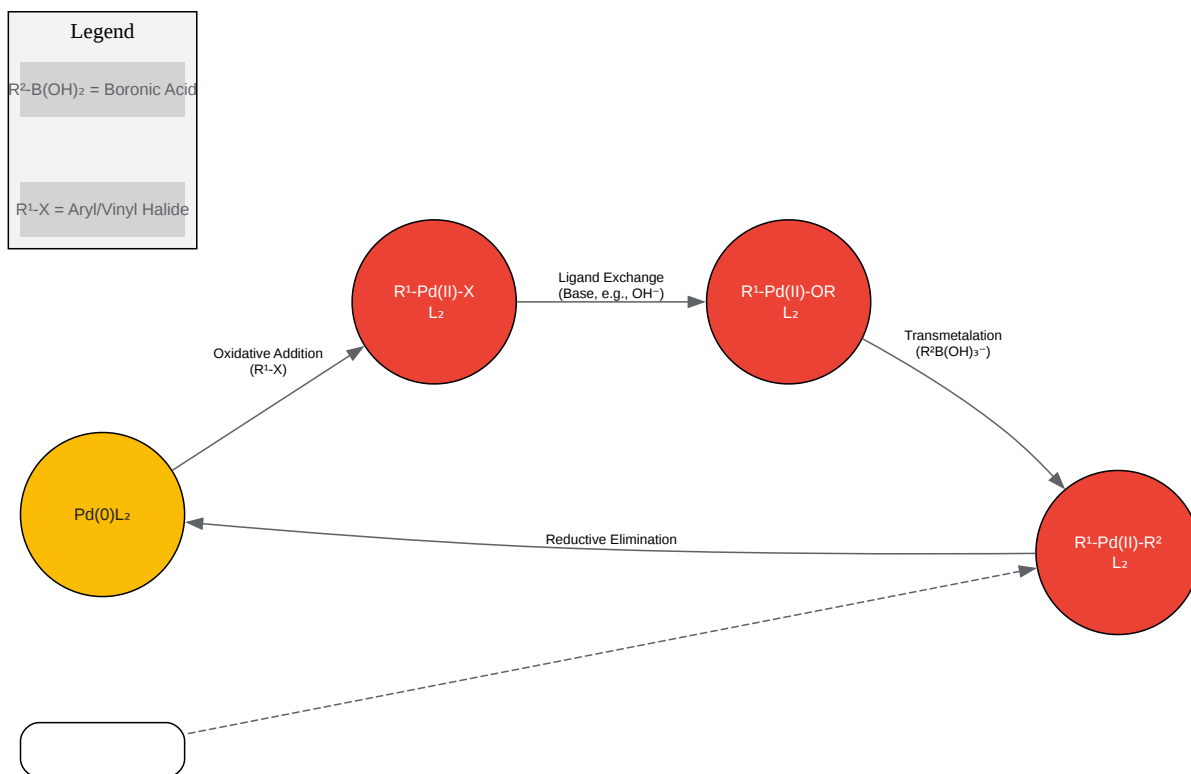 Legend
R²-B(OH)₂ = Boronic Acid
R¹-X = Aryl/Vinyl Halide
R¹-Pd(II)-X
L₂
Ligand Exchange
(Base, e.g., OH⁻)
R¹-Pd(II)-OR
L₂
Transmetalation
(R²B(OH)₃⁻)
Oxidative Addition
(R¹-X)
Pd(0)L₂
Reductive Elimination
R¹-Pd(II)-R²
L₂